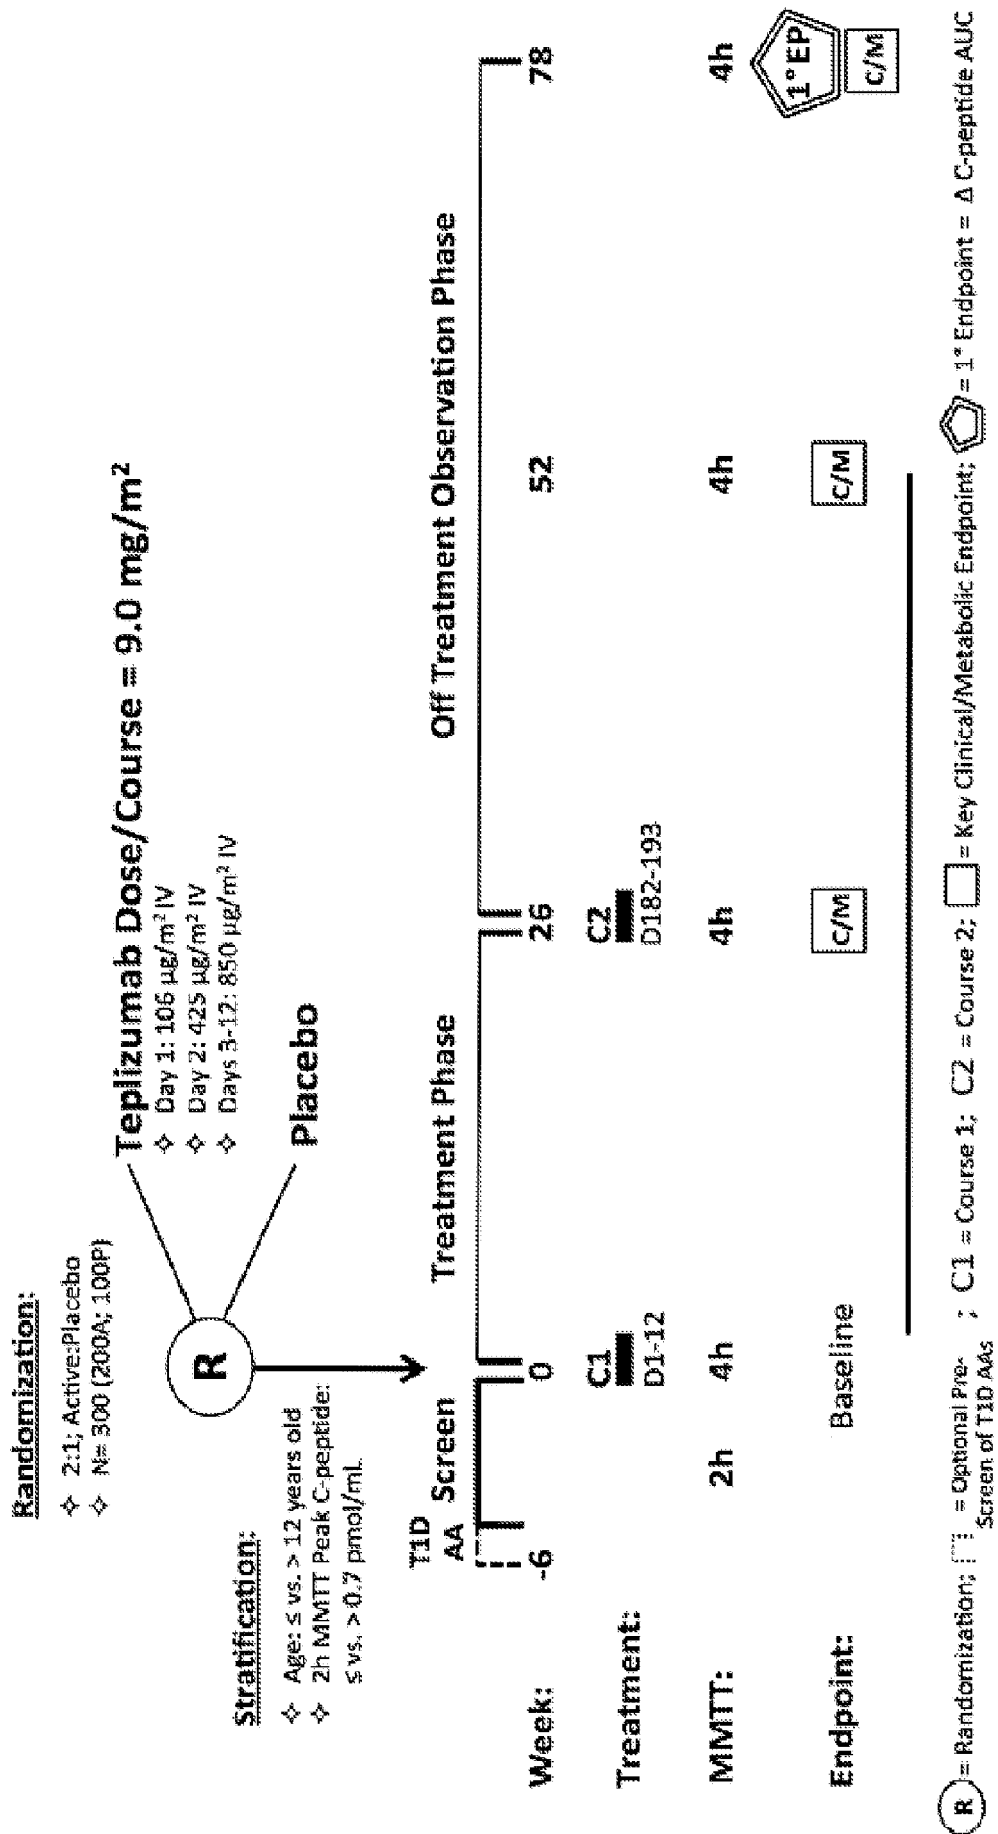 Randomization:
❖ 2:1; Active:Placebo
❖ N= 300 (200A; 100P)
R
Teplizumab Dose/Course = 9.0 mg/m²
❖ Day 1: 106 µg/m² IV
❖ Day 2: 425 µg/m² IV
❖ Days 3-12: 850 µg/m² IV
Placebo
Stratification:
❖ Age: ≤ vs. > 12 years old
❖ 2h MMTT Peak C-peptide:
≤ vs. > 0.7 pmol/mL
T1D
AA Screen Treatment Phase Off Treatment Observation Phase
Week: -6 0 26 52 78
Treatment: C1 C2
D1-12 D182-193
MMTT: 2h 4h 4h 4h 4h
Endpoint: Baseline C/M C/M 1° EP
C/M
R = Randomization; = Optional Pre-
Screen of T1D AAs
; C1 = Course 1; C2 = Course 2; = Key Clinical/Metabolic Endpoint; = 1° Endpoint = Δ C-peptide AUC